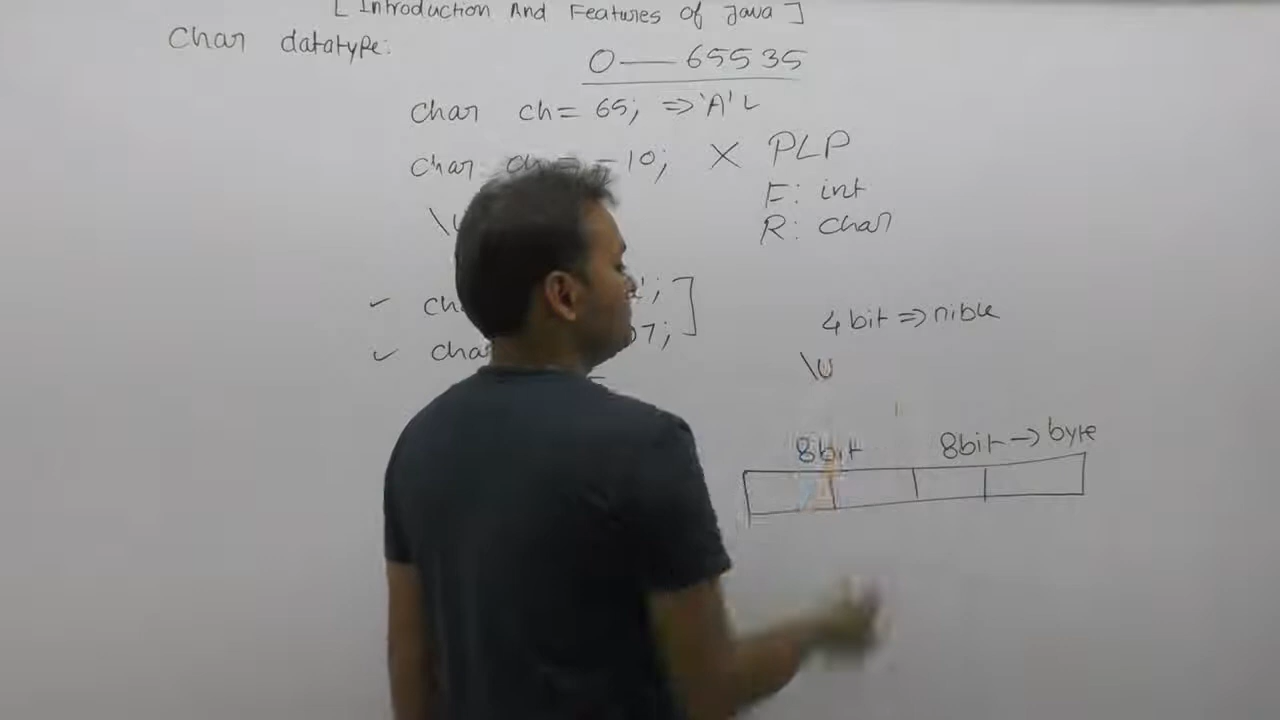 [ Introduction And Features Of Java ]
Char datatype:
0 — 65535
Char ch= 65; => 'A' L
Char ch = -10; X PLP
F: int
R: Char
\u
✓ ch ';]
✓ cha 07;
4 bit => nible
\u
8bit 8bit -> byte